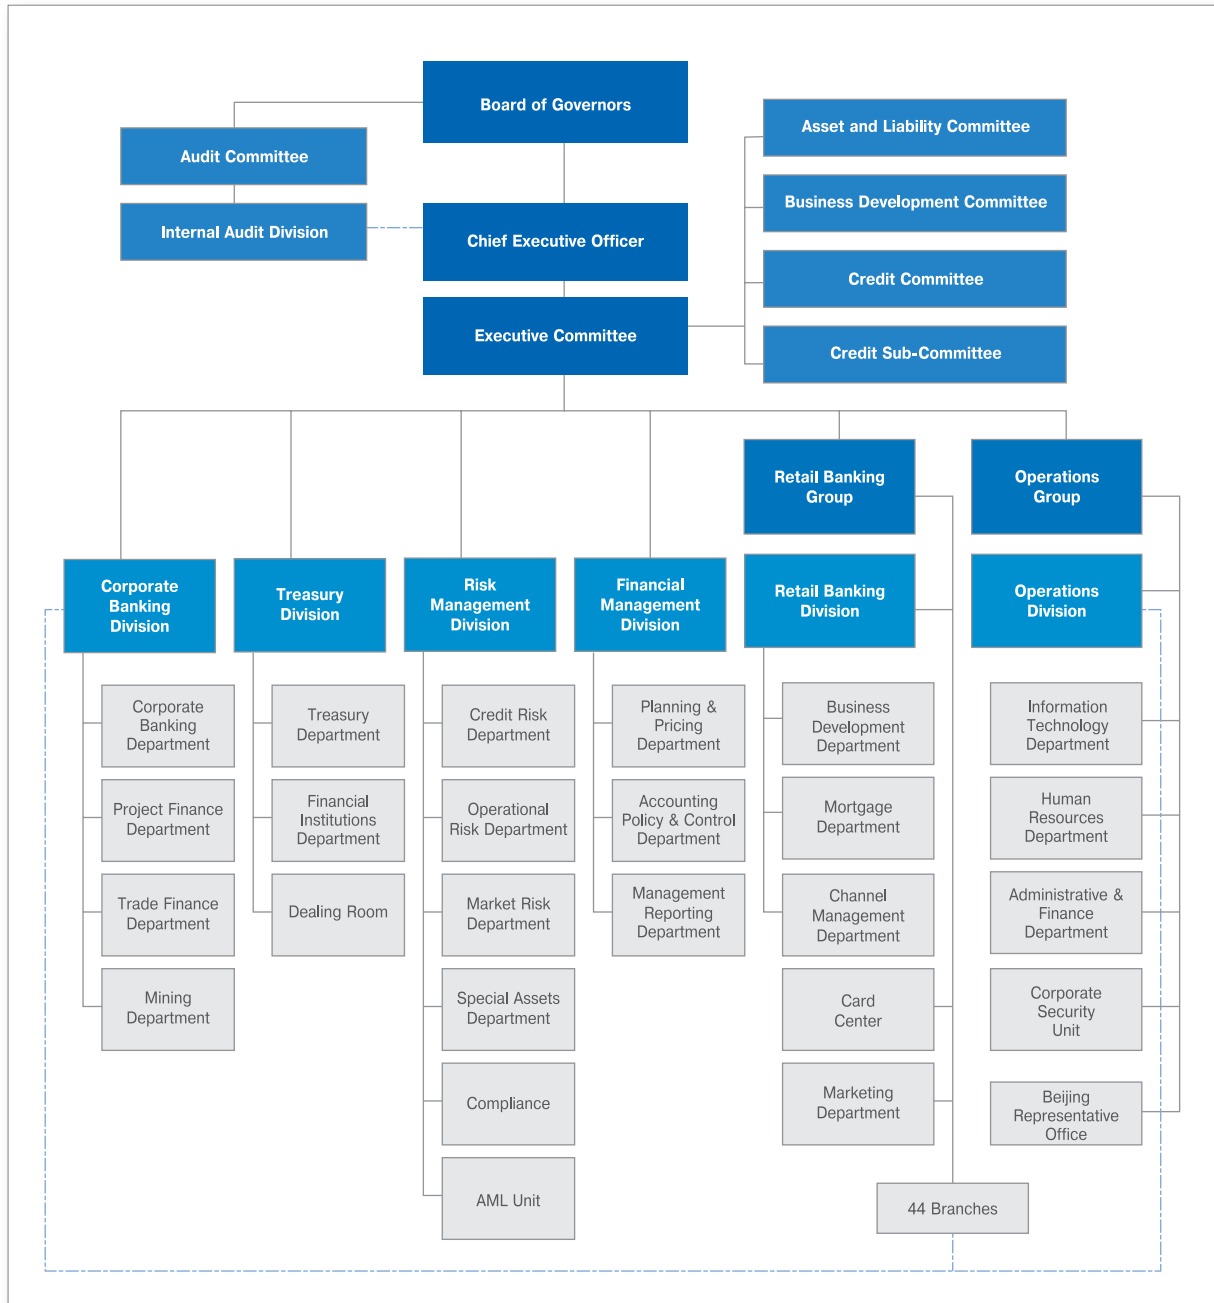 Board of Governors
Audit Committee
Internal Audit Division
Chief Executive Officer
Executive Committee
Asset and Liability Committee
Business Development Committee
Credit Committee
Credit Sub-Committee
Retail Banking
Group
Operations
Group
Corporate
Banking
Division
Treasury
Division
Risk
Management
Division
Financial
Management
Division
Retail Banking
Division
Operations
Division
Corporate
Banking
Department
Project Finance
Department
Trade Finance
Department
Mining
Department
Treasury
Department
Financial
Institutions
Department
Dealing Room
Credit Risk
Department
Operational
Risk Department
Market Risk
Department
Special Assets
Department
Compliance
AML Unit
Planning &
Pricing
Department
Accounting
Policy & Control
Department
Management
Reporting
Department
Business
Development
Department
Mortgage
Department
Channel
Management
Department
Card
Center
Marketing
Department
44 Branches
Information
Technology
Department
Human
Resources
Department
Administrative &
Finance
Department
Corporate
Security
Unit
Beijing
Representative
Office